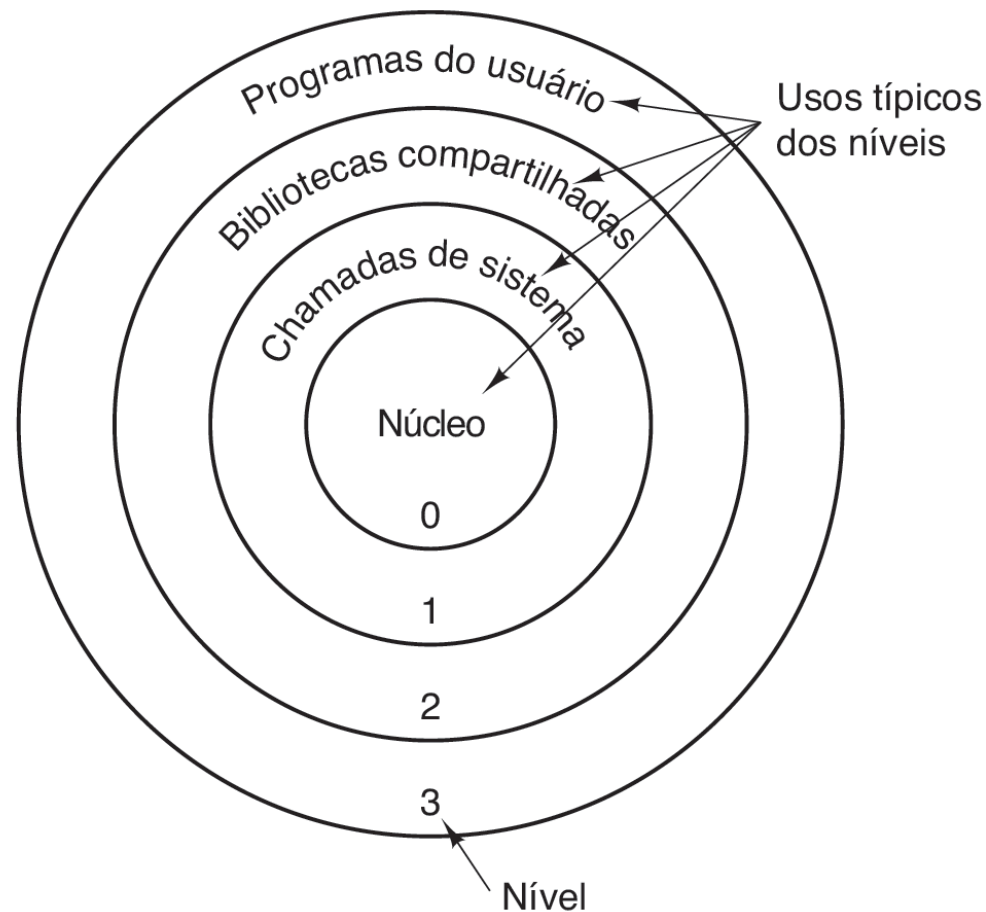 Programas do usuário
Usos típicos
dos níveis
Bibliotecas compartilhadas
Chamadas de sistema
Núcleo
0
1
2
3
Nível